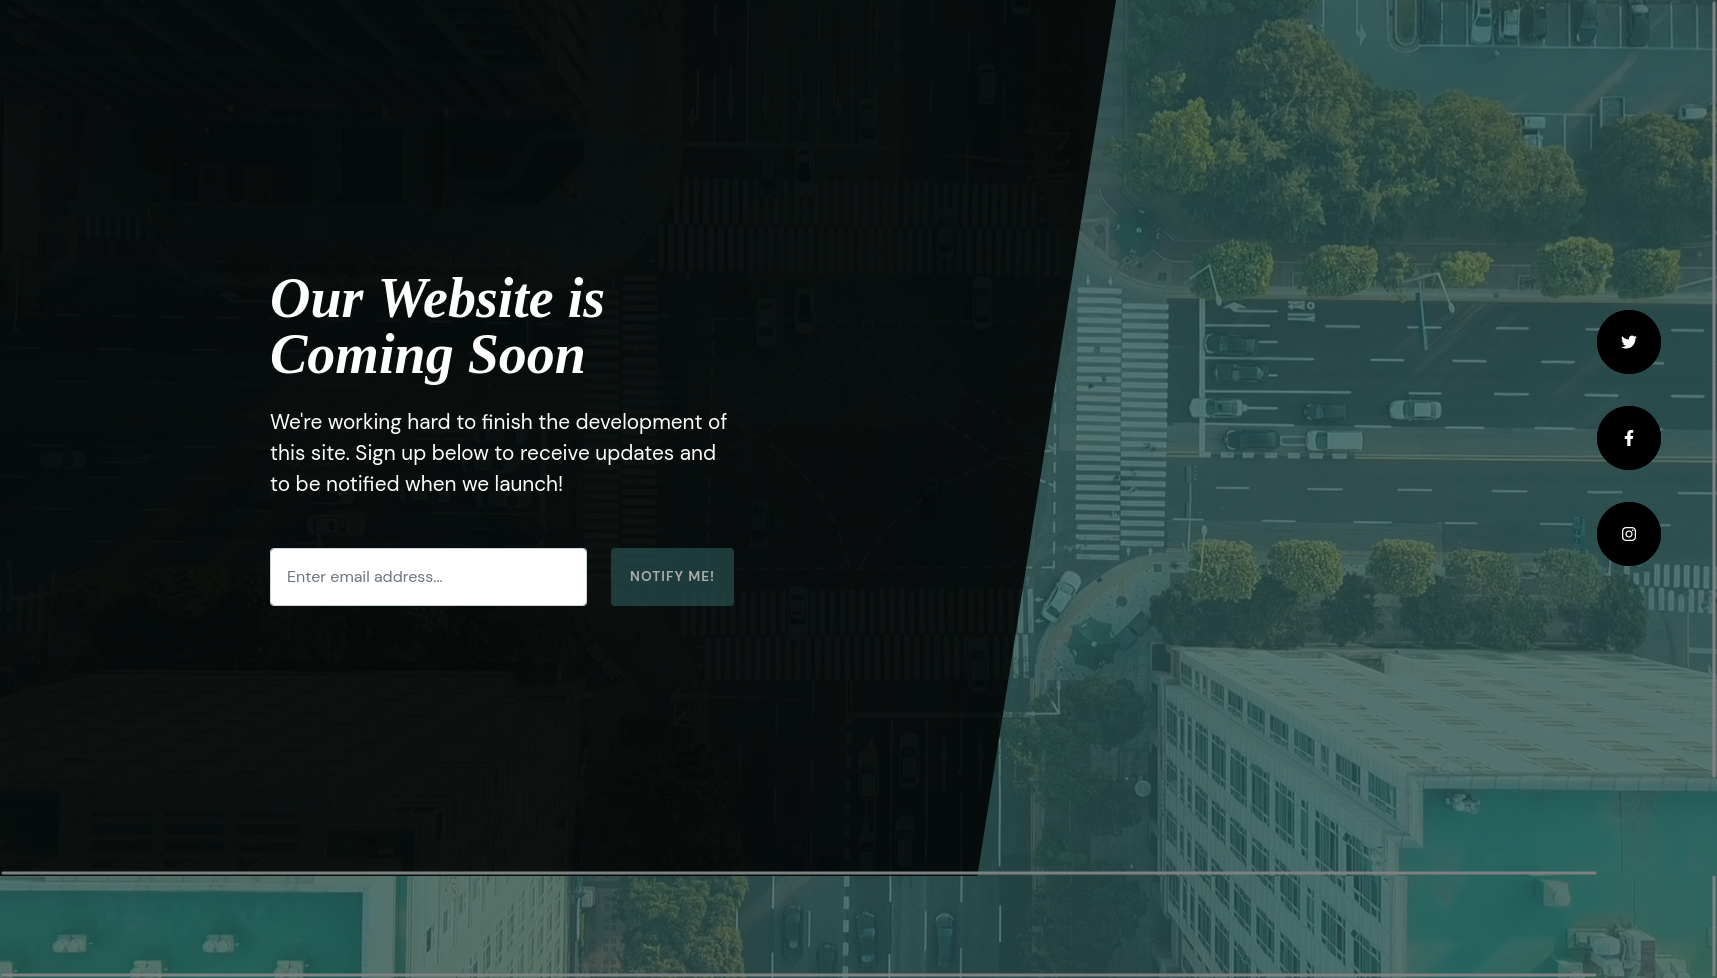 Our Website is
Coming Soon
We're working hard to finish the development of
this site. Sign up below to receive updates and
to be notified when we launch!
Enter email address...
NOTIFY ME!